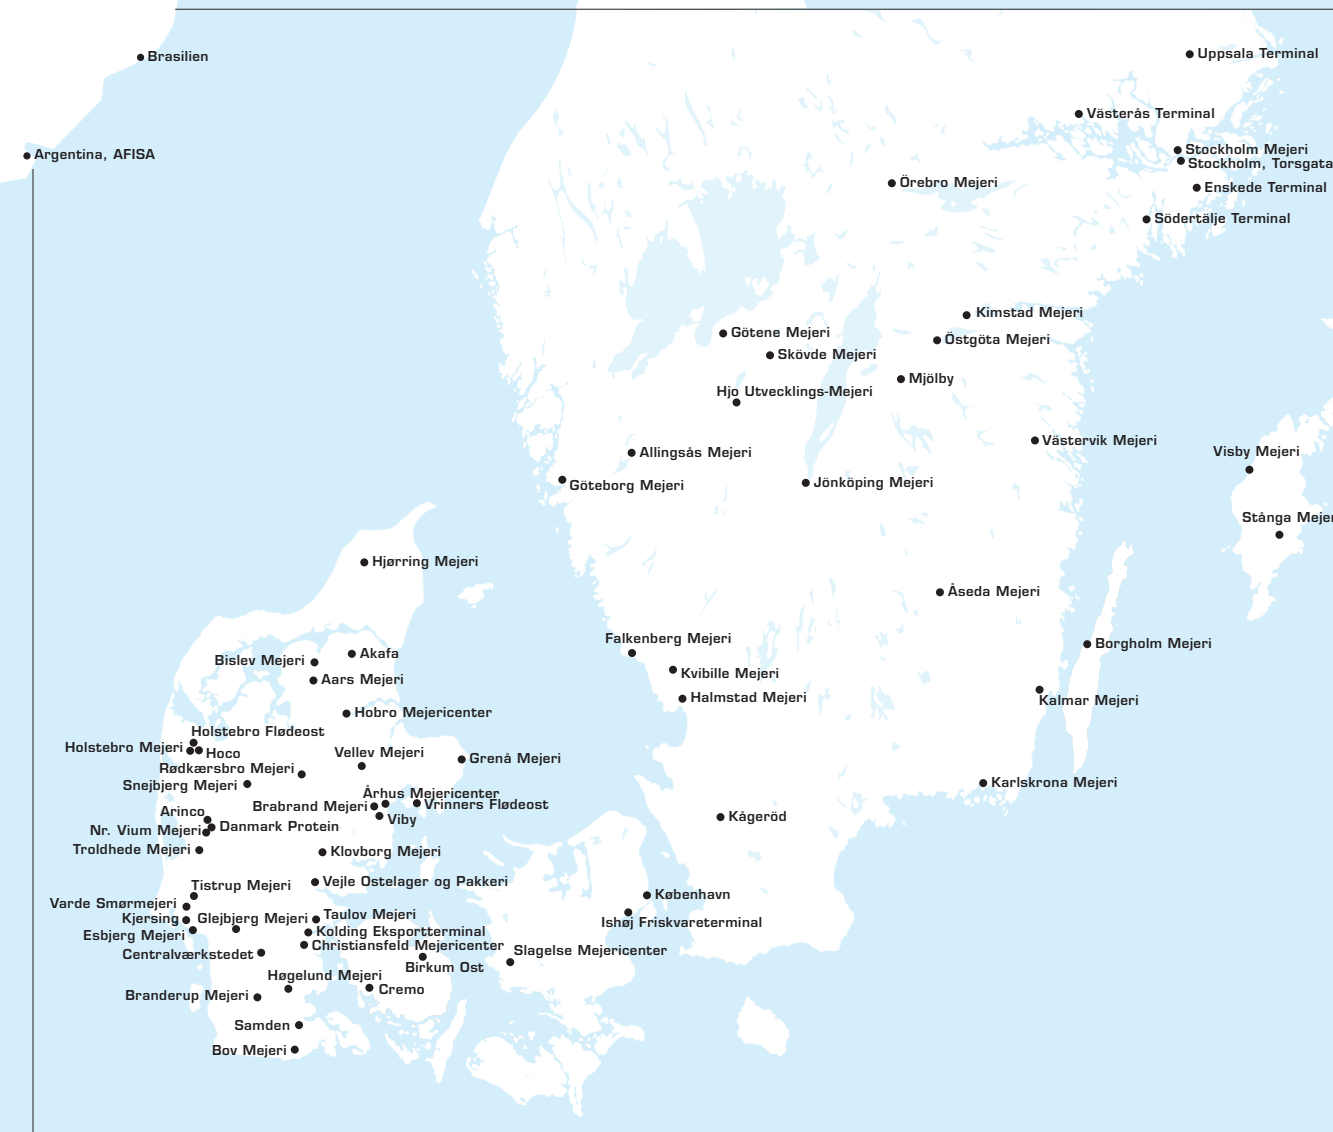 Brasilien
Uppsala Terminal
Västerås Terminal
Argentina, AFISA
Stockholm Mejeri
Stockholm, Torsgata
Örebro Mejeri
Enskede Terminal
Södertälje Terminal
Kimstad Mejeri
Götene Mejeri
Östgöta Mejeri
Skövde Mejeri
Mjölby
Hjo Utvecklings-Mejeri
Västervik Mejeri
Allingsås Mejeri
Visby Mejeri
Göteborg Mejeri
Jönköping Mejeri
Stånga Mejer
Hjørring Mejeri
Åseda Mejeri
Falkenberg Mejeri
Borgholm Mejeri
Akafa
Bislev Mejeri
Kvibille Mejeri
Aars Mejeri
Halmstad Mejeri
Kalmar Mejeri
Hobro Mejericenter
Holstebro Flødeost
Holstebro Mejeri
Hoco
Vellev Mejeri
Grenå Mejeri
Rødkærsbro Mejeri
Snejbjerg Mejeri
Karlskrona Mejeri
Århus Mejericenter
Brabrand Mejeri
Vrinners Flødeost
Arinco
Viby
Kågeröd
Nr. Vium Mejeri
Danmark Protein
Troldhede Mejeri
Klovborg Mejeri
Tistrup Mejeri
Vejle Ostelager og Pakkeri
København
Varde Smørmejeri
Kjersing
Glejbjerg Mejeri
Taulov Mejeri
Ishøj Friskvareterminal
Esbjerg Mejeri
Kolding Eksportterminal
Christiansfeld Mejericenter
Centralværkstedet
Slagelse Mejericenter
Birkum Ost
Høgelund Mejeri
Branderup Mejeri
Cremo
Samden
Bov Mejeri